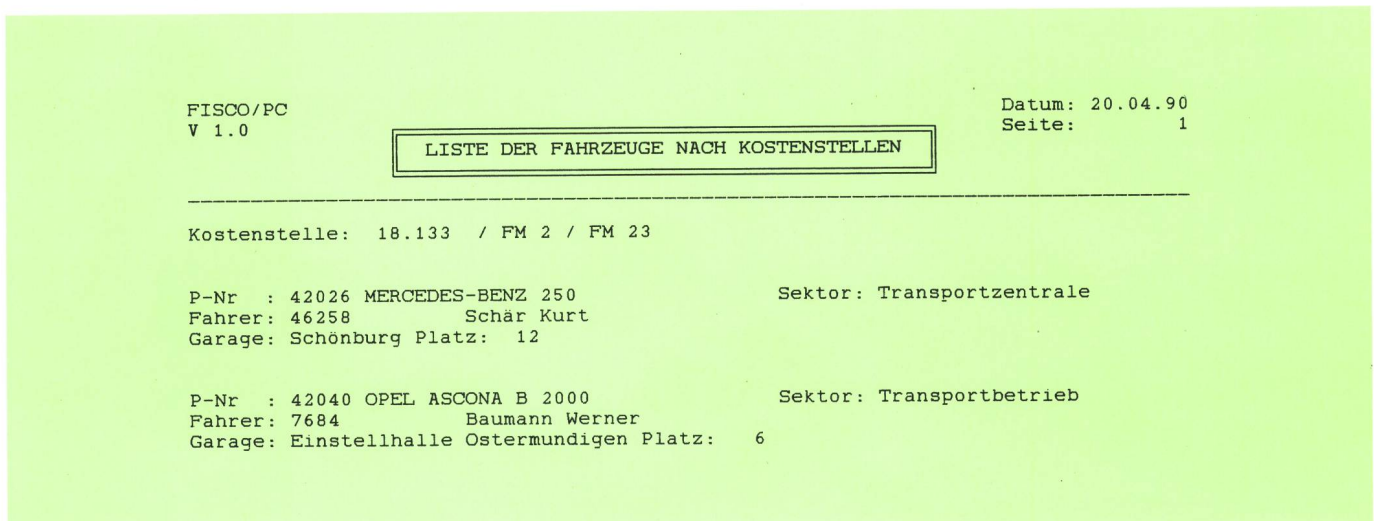 FISCO/PC
V 1.0
Datum: 20.04.90
Seite: 1
LISTE DER FAHRZEUGE NACH KOSTENSTELLEN
Kostenstelle: 18.133 / FM 2 / FM 23
P-Nr : 42026 MERCEDES-BENZ 250 Sektor: Transportzentrale
Fahrer: 46258 Schär Kurt
Garage: Schönburg Platz: 12
P-Nr : 42040 OPEL ASCONA B 2000 Sektor: Transportbetrieb
Fahrer: 7684 Baumann Werner
Garage: Einstellhalle Ostermundigen Platz: 6